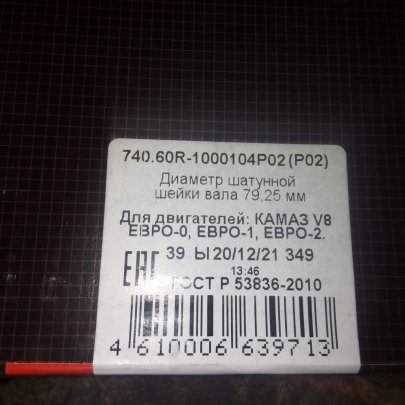 740.60R-1000104P02 (P02)
Диаметр шатунной
шейки вала 79,25 мм
Для двигателей: КАМАЗ V8
ЕВРО-0, ЕВРО-1, ЕВРО-2.
39 Ы 20/12/21 349
13:46
ЕАС
ГОСТ Р 53836-2010
4 610006 639713